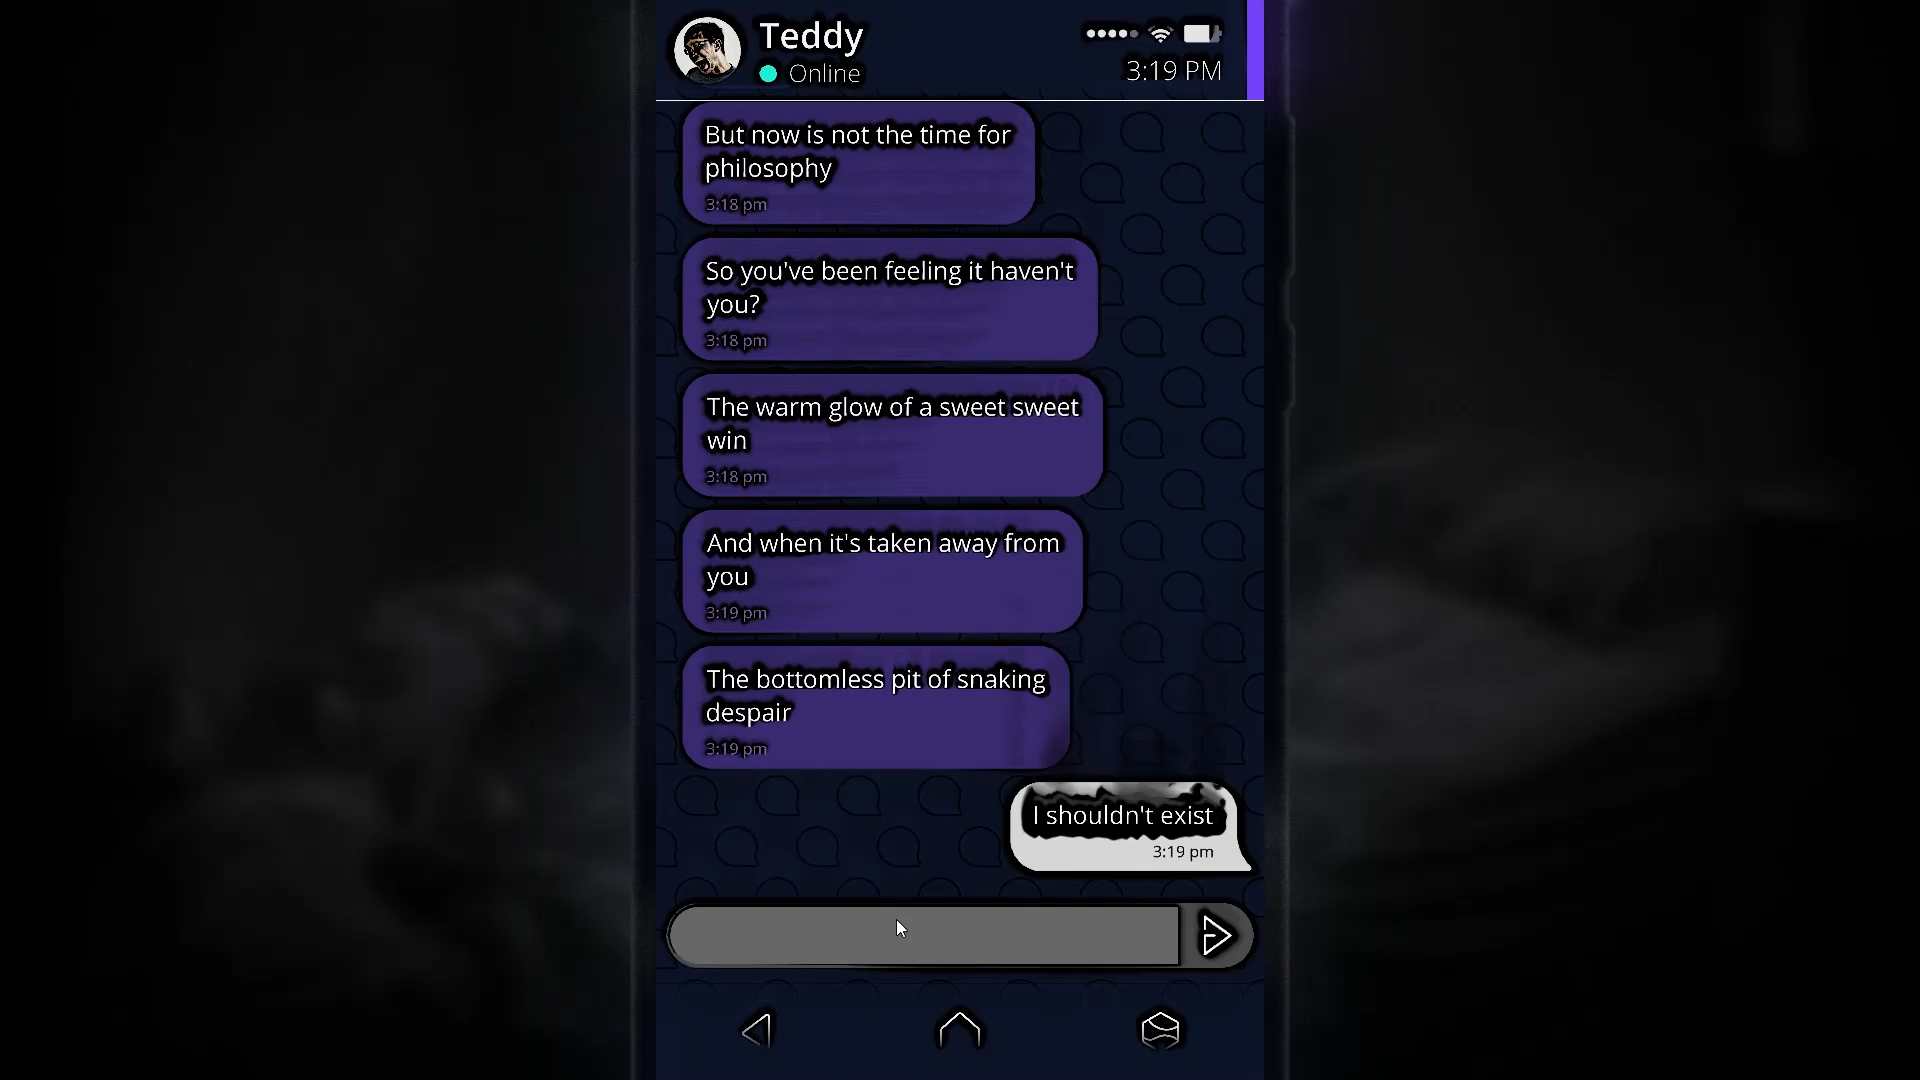 Teddy
Online
3:19 PM
But now is not the time for
philosophy
3:18 pm
So you've been feeling it haven't
you?
3:18 pm
The warm glow of a sweet sweet
win
3:18 pm
And when it's taken away from
you
3:19 pm
The bottomless pit of snaking
despair
3:19 pm
I shouldn't exist
3:19 pm